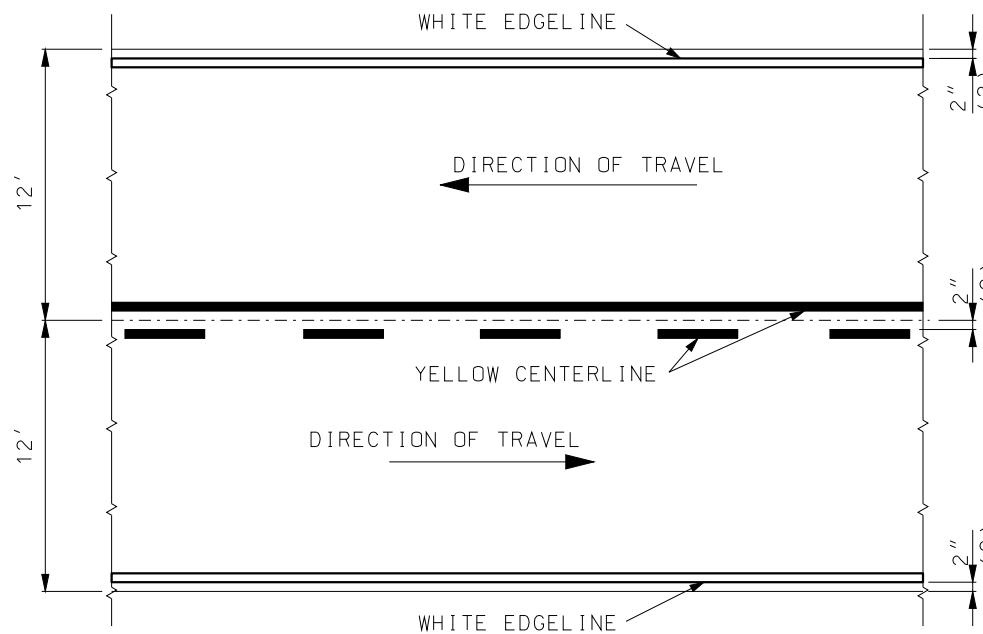 WHITE EDGELINE
2"
DIRECTION OF TRAVEL
12'
2"
YELLOW CENTERLINE
DIRECTION OF TRAVEL
12'
2"
WHITE EDGELINE